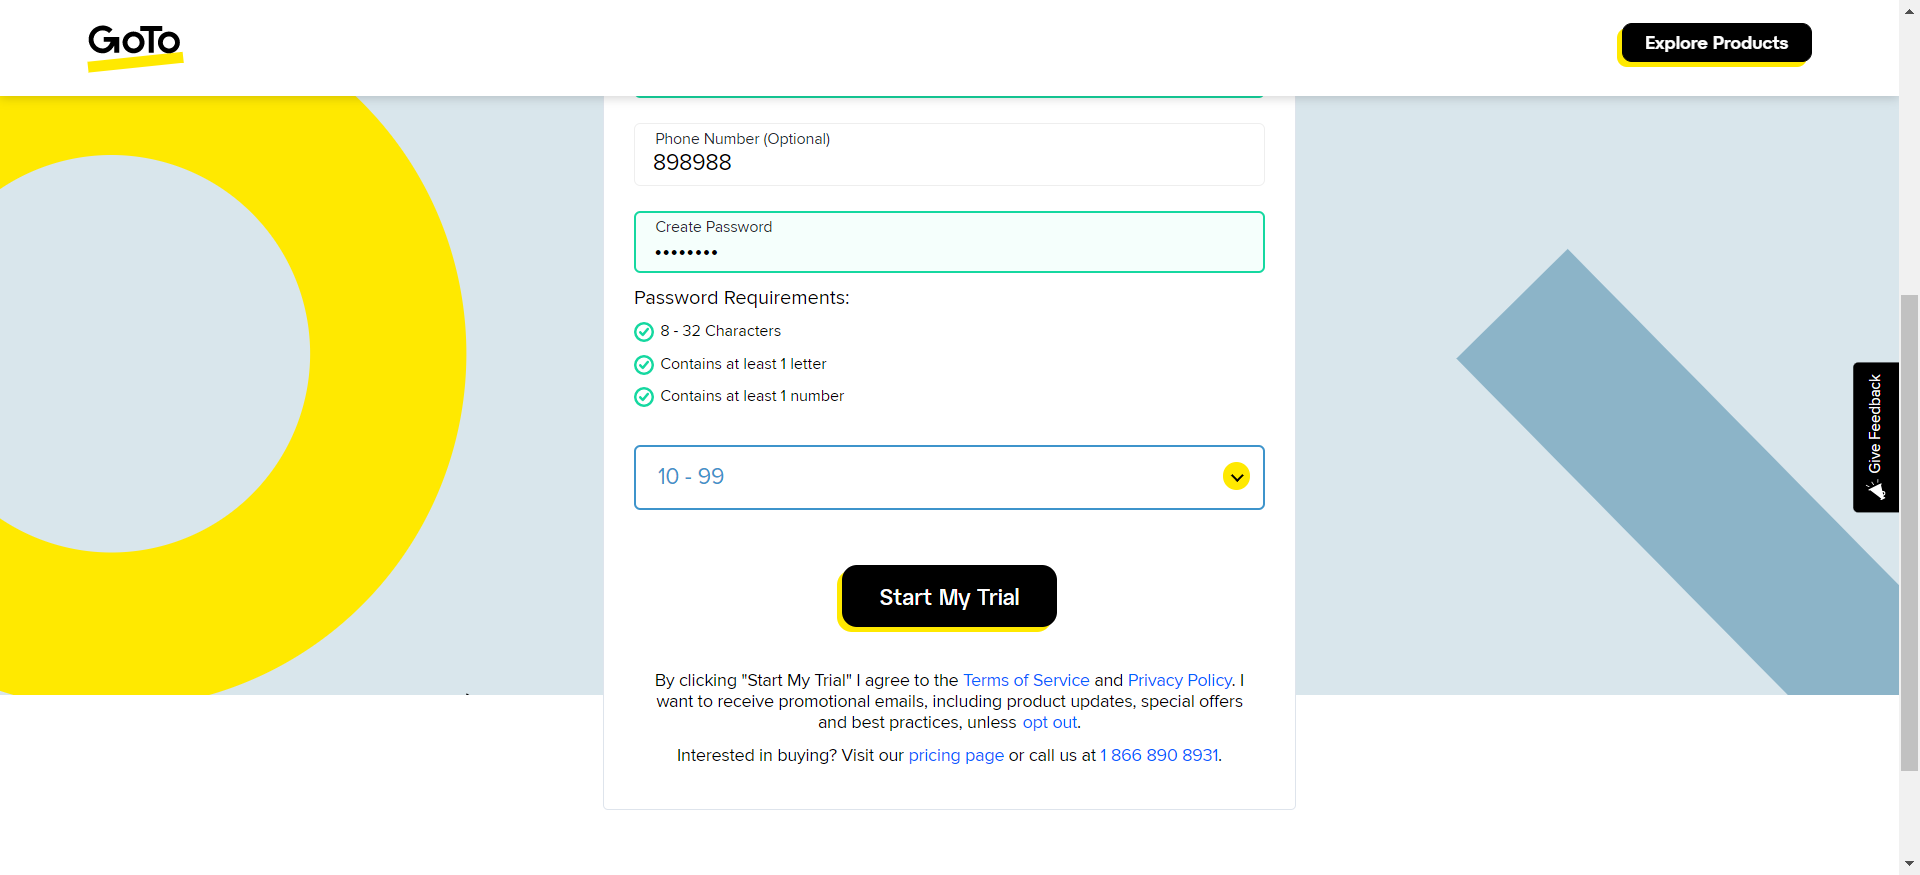 GoTo
Explore Products
Phone Number (Optional)
898988
Create Password
••••••••
Password Requirements:
8 - 32 Characters
Contains at least 1 letter
Contains at least 1 number
10 - 99
Give Feedback
Start My Trial
By clicking "Start My Trial" I agree to the Terms of Service and Privacy Policy. I
want to receive promotional emails, including product updates, special offers
and best practices, unless opt out.
Interested in buying? Visit our pricing page or call us at 1 866 890 8931.